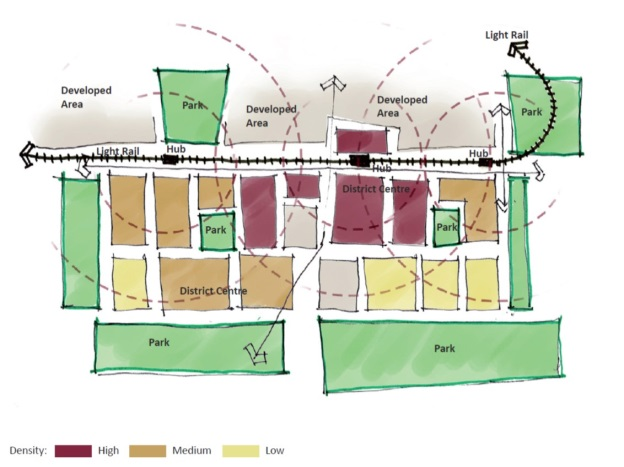 Light Rail
Developed
Area
Park
Developed
Area
Developed
Area
Park
Light Rail
Hub
Hub
Hub
District Centre
Park
Park
District Centre
Park
Park
Density:
High
Medium
Low